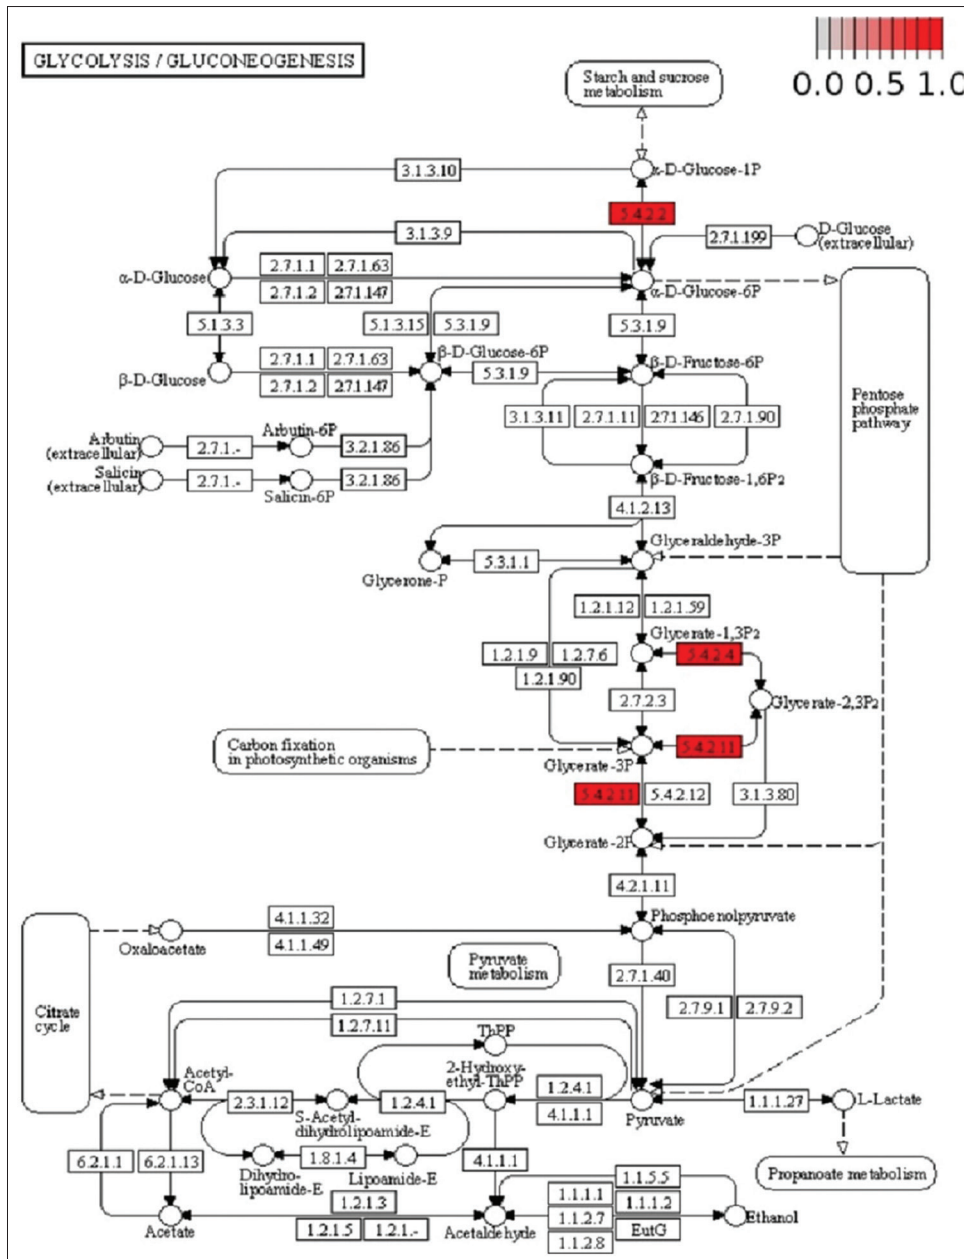 GLYCOLYSIS / GLUCONEOGENESIS
0.0 0.5 1.0
Starch and sucrose
metabolism
3.1.3.10
α-D-Glucose-1P
5.4.2.2
3.1.3.9
2.7.1.199
D-Glucose
(extracellular)
α-D-Glucose
2.7.1.1
2.7.1.63
2.7.1.2
2.7.1.147
α-D-Glucose-6P
5.1.3.3
5.1.3.15
5.3.1.9
5.3.1.9
β-D-Glucose
2.7.1.1
2.7.1.63
2.7.1.2
2.7.1.147
β-D-Glucose-6P
5.3.1.9
β-D-Fructose-6P
Pentose
phosphate
pathway
3.1.3.11
2.7.1.11
2.7.1.146
2.7.1.90
Arbutin
(extracellular)
2.7.1.-
Arbutin-6P
3.2.1.86
Salicin
(extracellular)
2.7.1.-
Salicin-6P
3.2.1.86
β-D-Fructose-1,6P2
4.1.2.13
Glyceraldehyde-3P
Glycerone-P
5.3.1.1
1.2.1.12
1.2.1.59
Glycerate-1,3P2
1.2.1.9
1.2.7.6
1.2.1.90
5.4.2.4
2.7.2.3
Glycerate-2,3P2
Carbon fixation
in photosynthetic organisms
5.4.2.11
Glycerate-3P
5.4.2.11
5.4.2.12
3.1.3.80
Glycerate-2P
4.2.1.11
Phosphoenolpyruvate
Oxaloacetate
4.1.1.32
4.1.1.49
Pyruvate
metabolism
2.7.1.40
Citrate
cycle
1.2.7.1
1.2.7.11
2.7.9.1
2.7.9.2
ThPP
2-Hydroxy-
ethyl-ThPP
Acetyl-
CoA
2.3.1.12
S-Acetyl-
dihydrolipoamide-E
1.2.4.1
1.2.4.1
4.1.1.1
Pyruvate
1.1.1.27
L-Lactate
6.2.1.1
6.2.1.13
Dihydro-
lipoamide-E
1.8.1.4
Lipoamide-E
4.1.1.1
Propanoate metabolism
1.1.5.5
1.1.1.1
1.1.1.2
1.1.2.7
EutG
1.1.2.8
Acetate
1.2.1.3
1.2.1.5
1.2.1.-
Acetaldehyde
Ethanol